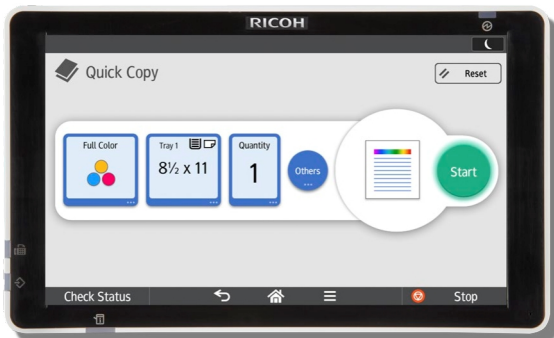 RICOH
Quick Copy
Reset
Full Color
Tray 1
8½ x 11
Quantity
1
Others
Start
Check Status
Stop